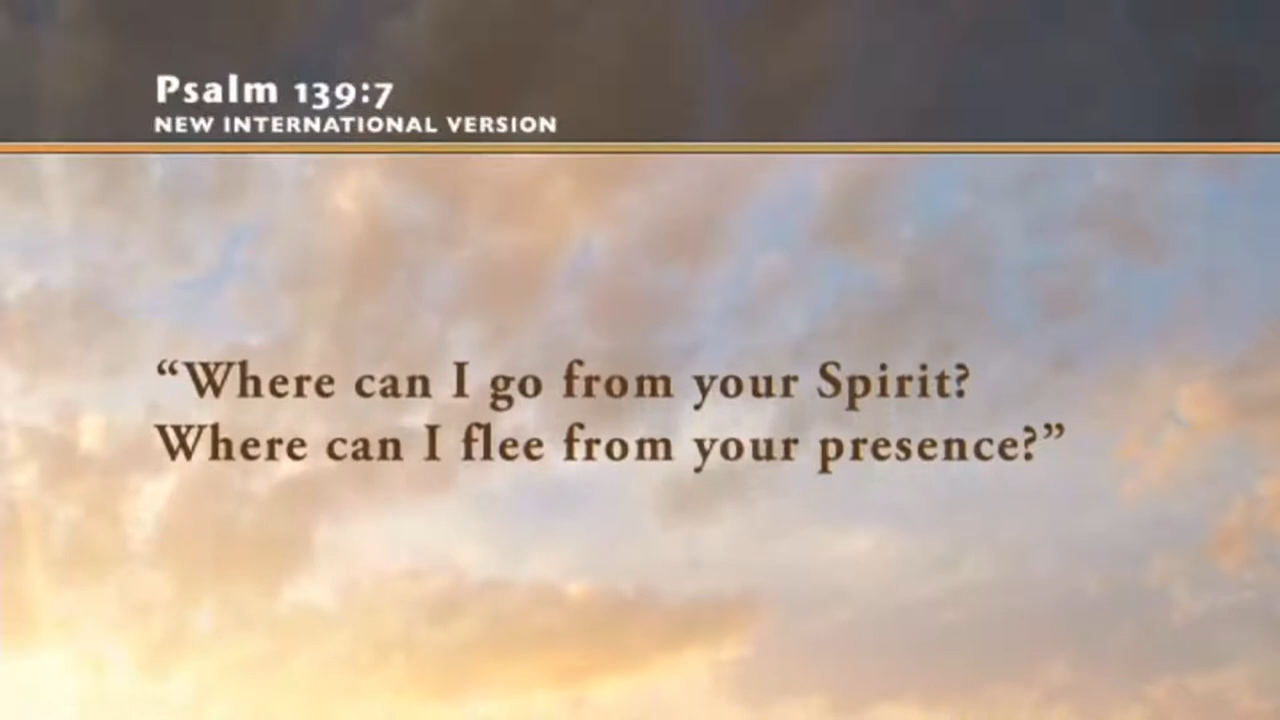 Psalm 139:7
NEW INTERNATIONAL VERSION
“Where can I go from your Spirit?
Where can I flee from your presence?”